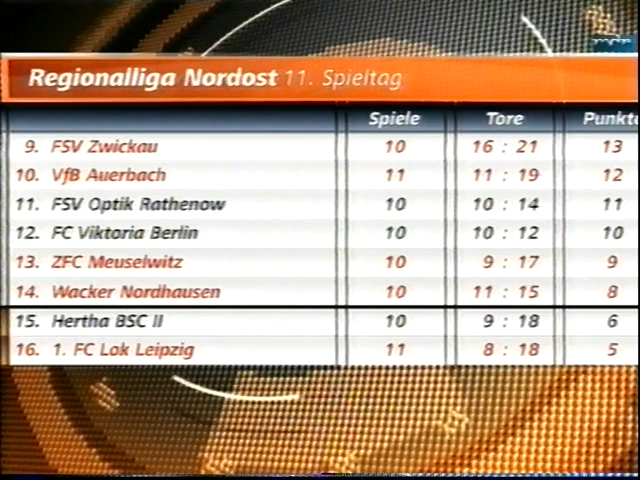 Regionalliga Nordost 11. Spieltag
Spiele Tore Punkte
9. FSV Zwickau 10 16 : 21 13
10. VfB Auerbach 11 11 : 19 12
11. FSV Optik Rathenow 10 10 : 14 11
12. FC Viktoria Berlin 10 10 : 12 10
13. ZFC Meuselwitz 10 9 : 17 9
14. Wacker Nordhausen 10 11 : 15 8
15. Hertha BSC II 10 9 : 18 6
16. 1. FC Lok Leipzig 11 8 : 18 5